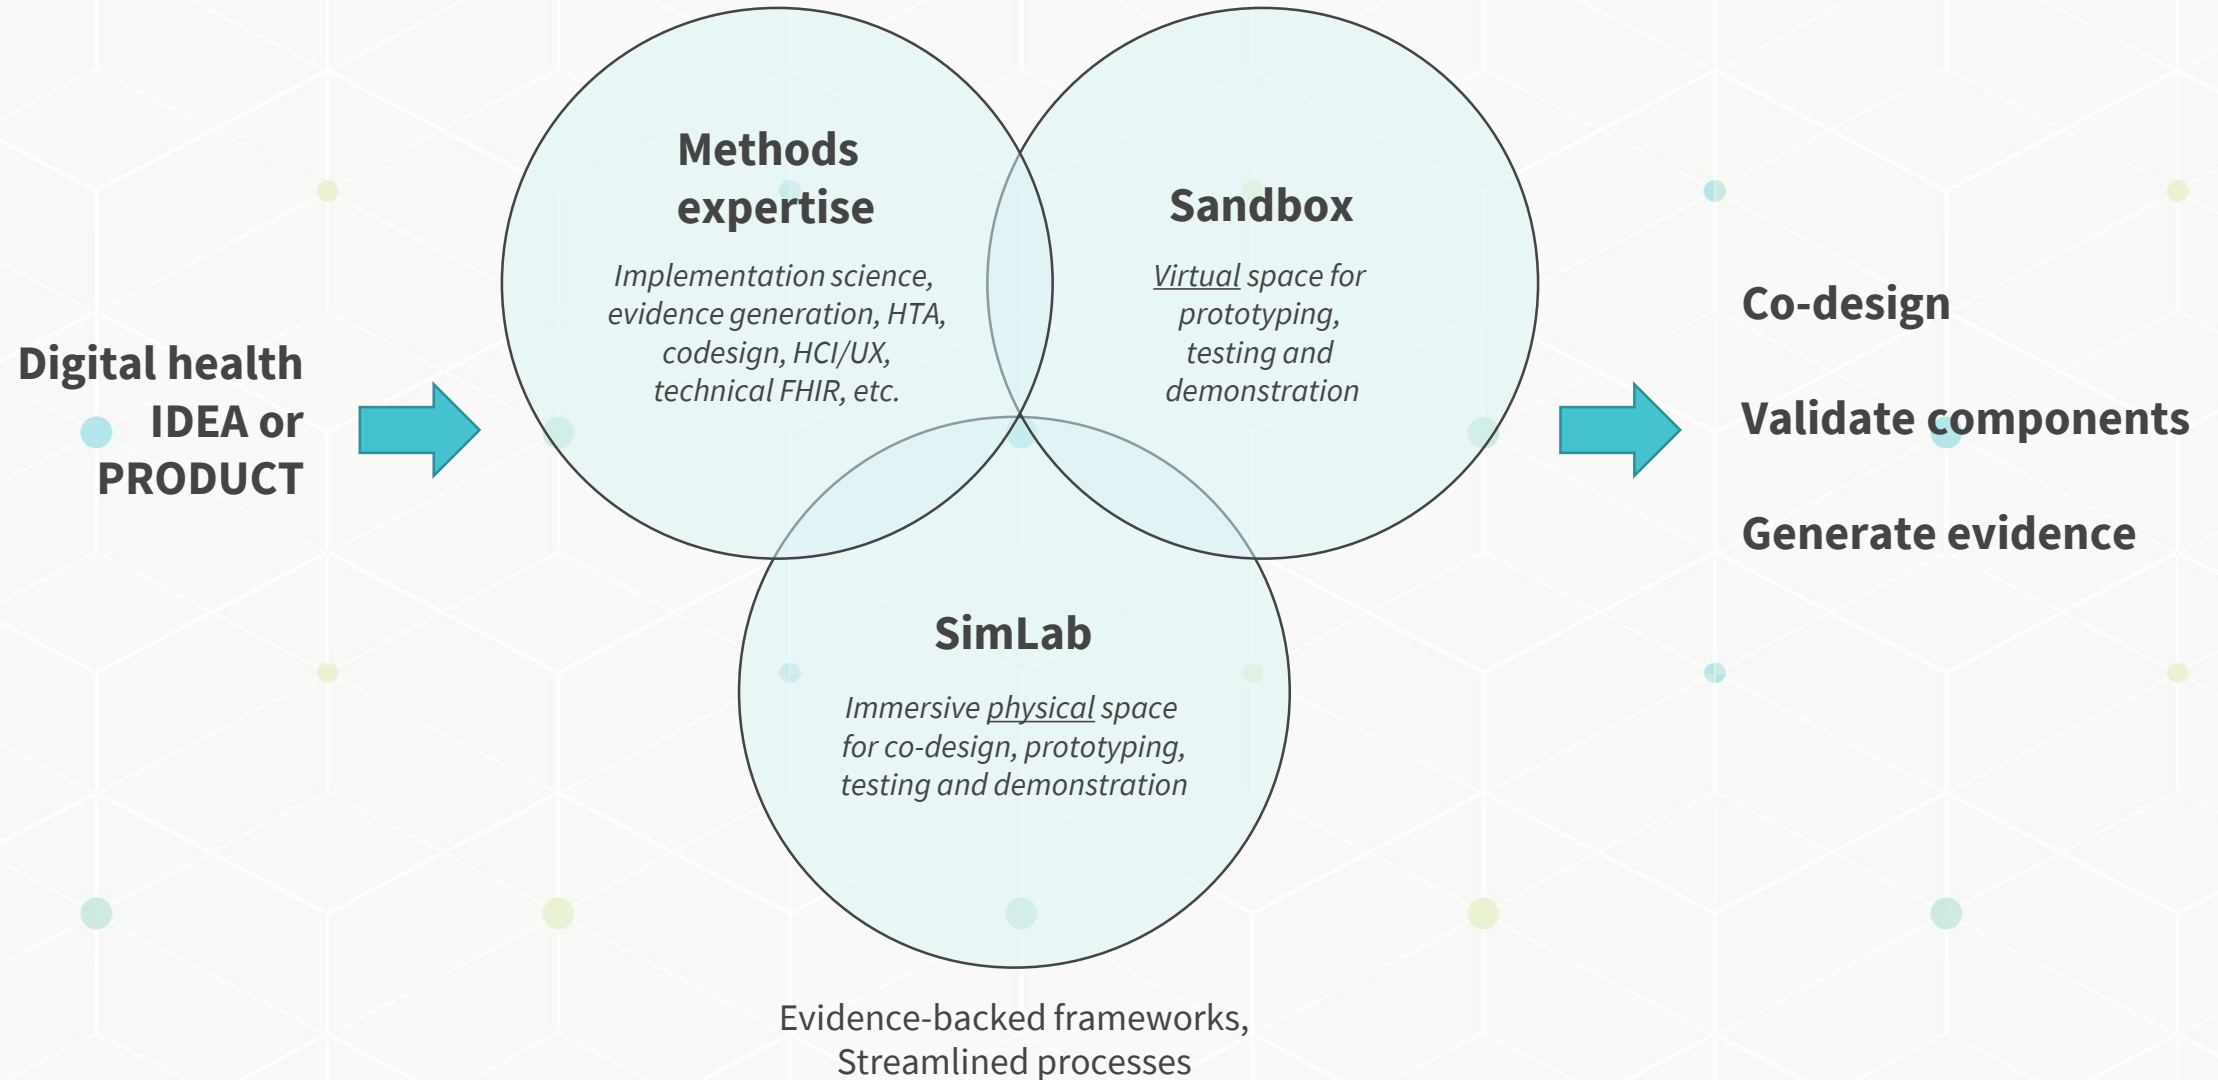 Digital health
IDEA or
PRODUCT
Methods
expertise
Implementation science,
evidence generation, HTA,
codesign, HCI/UX,
technical FHIR, etc.
Sandbox
Virtual space for
prototyping,
testing and
demonstration
SimLab
Immersive physical space
for co-design, prototyping,
testing and demonstration
Co-design
Validate components
Generate evidence
Evidence-backed frameworks,
Streamlined processes